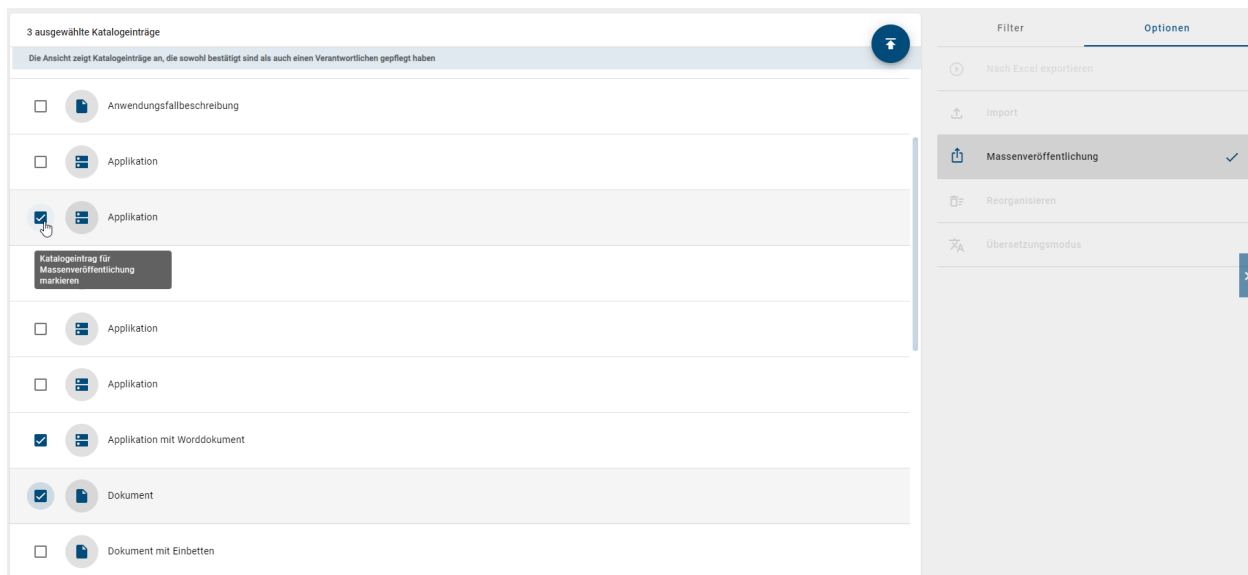 3 ausgewählte Katalogeinträge
Die Ansicht zeigt Katalogeinträge an, die sowohl bestätigt sind als auch einen Verantwortlichen gepflegt haben
Anwendungsfallbeschreibung
Applikation
Applikation
Katalogeintrag für
Massenveröffentlichung
markieren
Applikation
Applikation
Applikation mit Worddokument
Dokument
Dokument mit Einbetten
Filter
Optionen
Nach Excel exportieren
Import
Massenveröffentlichung
Reorganisieren
Übersetzungsmodus